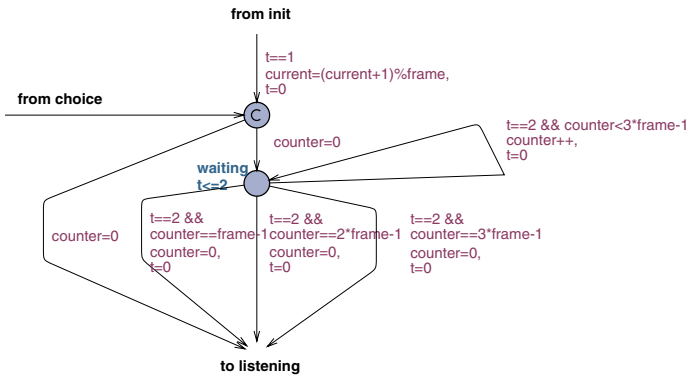 from init
t==1
current=(current+1)%frame,
t=0
from choice
C
counter=0
t==2 && counter<3*frame-1
counter++,
t=0
waiting
t<=2
counter=0
t==2 &&
counter==frame-1
counter=0,
t=0
t==2 &&
counter==2*frame-1
counter=0,
t=0
t==2 &&
counter==3*frame-1
counter=0,
t=0
to listening